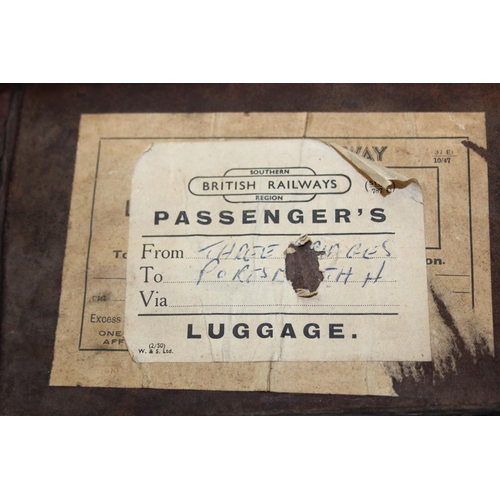 WAY
10/47
SOUTHERN
BRITISH RAILWAYS
REGION
PASSENGER'S
From THREE BRIDGES
To PORTSMOUTH H
Via
LUGGAGE.
(2/50)
W. & S. Ltd.
To
on.
Excess
ONE
AFF